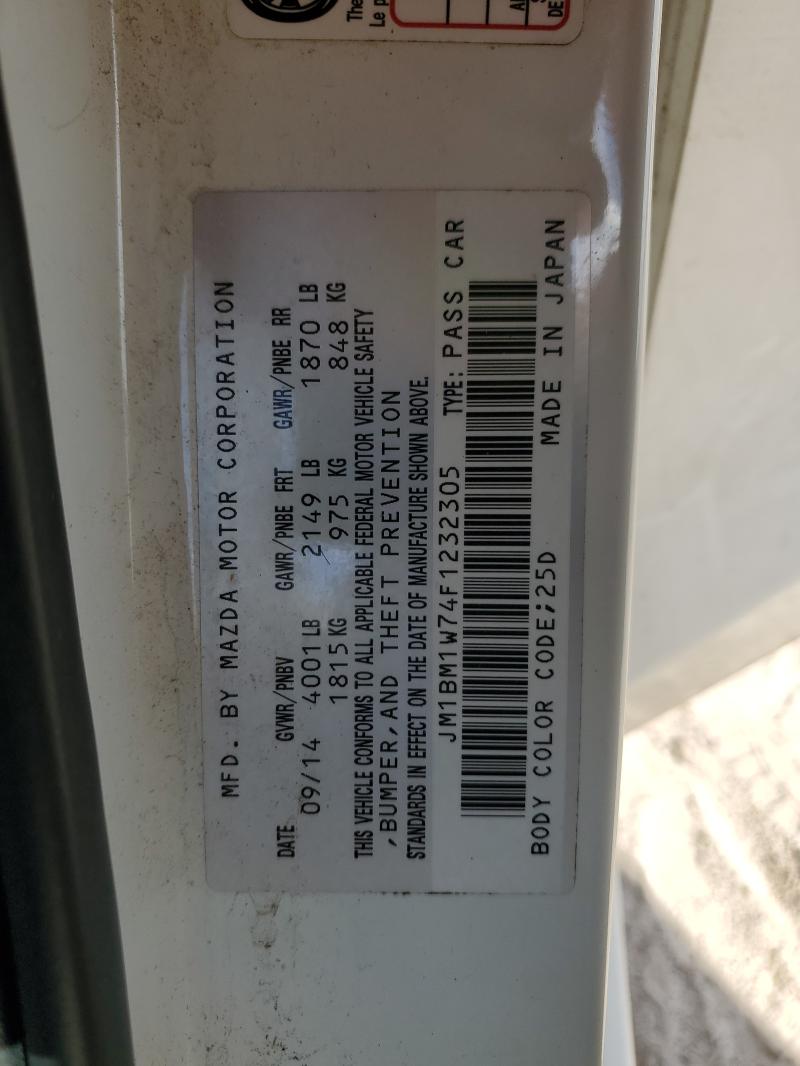 The
Le p
MFD. BY MAZDA MOTOR CORPORATION
DATE GVWR/PNBV GAWR/PNBE FRT GAWR/PNBE RR
09/14 4001 LB 2149 LB 1870 LB
1815 KG 975 KG 848 KG
THIS VEHICLE CONFORMS TO ALL APPLICABLE FEDERAL MOTOR VEHICLE SAFETY
,BUMPER,AND THEFT PREVENTION
STANDARDS IN EFFECT ON THE DATE OF MANUFACTURE SHOWN ABOVE.
JM1BM1W74F1232305 TYPE: PASS CAR
BODY COLOR CODE;25D MADE IN JAPAN